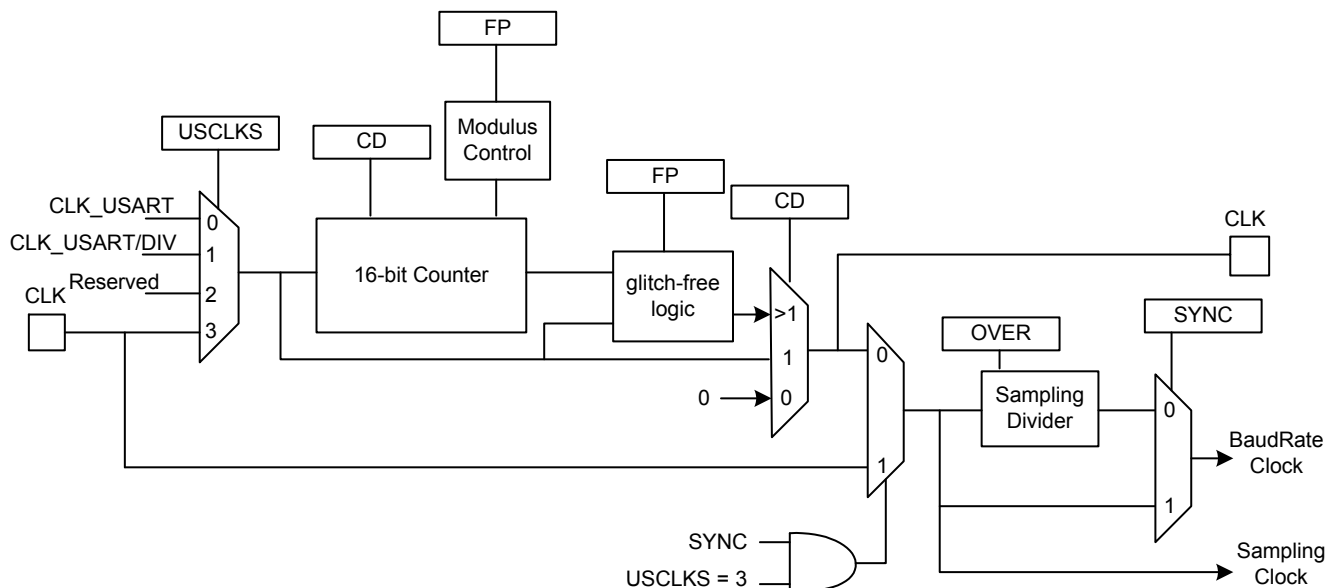 FP
Modulus
Control
USCLKS
CD
FP
CD
CLK_USART
0
CLK_USART/DIV
1
Reserved
2
CLK
3
16-bit Counter
glitch-free
logic
>1
1
0
0
CLK
0
1
OVER
SYNC
Sampling
Divider
0
1
BaudRate
Clock
SYNC
USCLKS = 3
Sampling
Clock